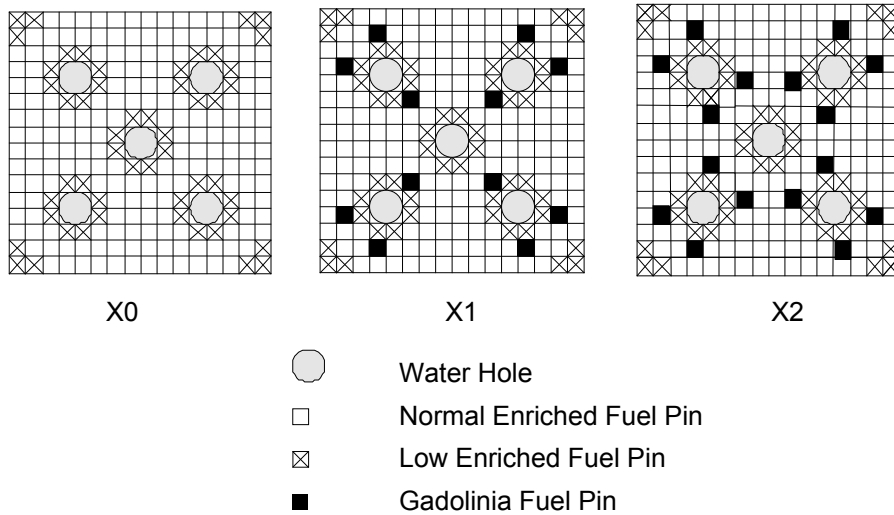 X0
X1
X2
Water Hole
Normal Enriched Fuel Pin
Low Enriched Fuel Pin
Gadolinia Fuel Pin